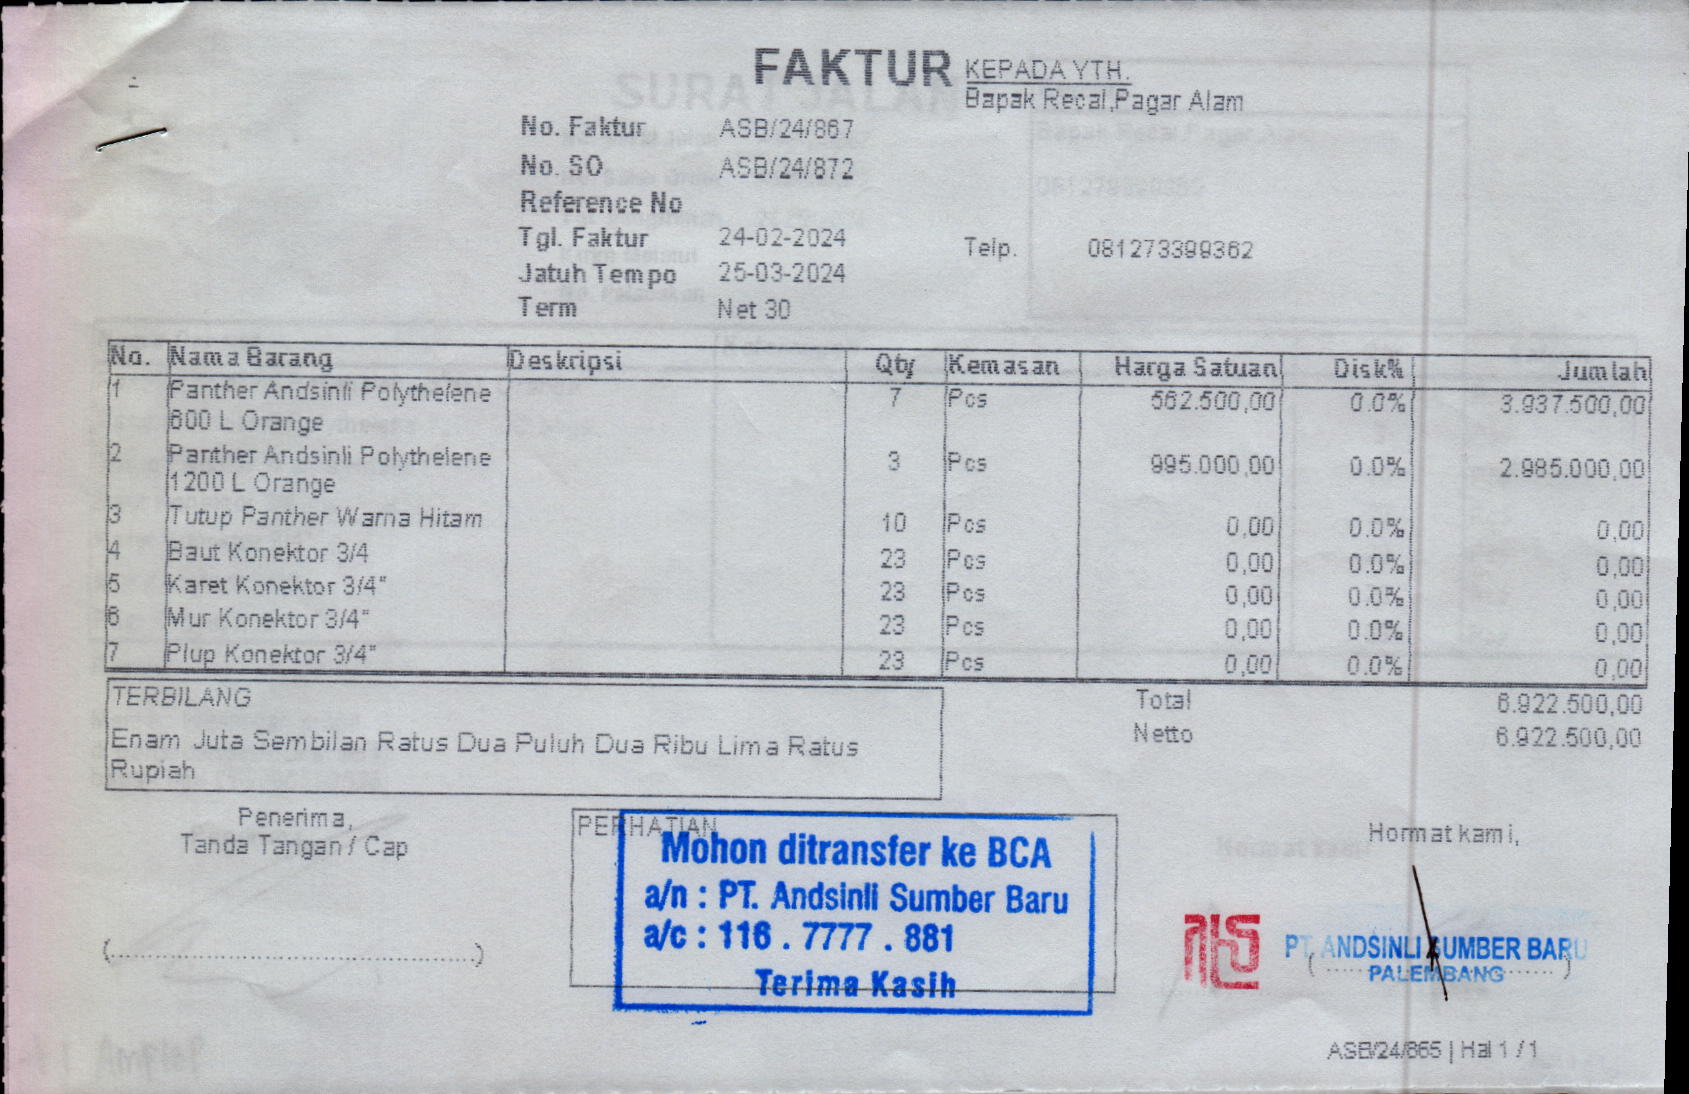 FAKTUR
KEPADA YTH.
Bapak Recal,Pagar Alam
No. Faktur ASB/24/867
No. SO ASB/24/872
Reference No
Tgl. Faktur 24-02-2024
Telp. 081273399362
Jatuh Tempo 25-03-2024
Term Net 30
No. Nama Barang Deskripsi Qty Kemasan Harga Satuan Disk% Jumlah
1 Panther Andsinli Polythelene 7 Pcs 562.500,00 0.0% 3.937.500,00
600 L Orange
2 Panther Andsinli Polythelene 3 Pcs 995.000,00 0.0% 2.985.000,00
1200 L Orange
3 Tutup Panther Warna Hitam 10 Pcs 0,00 0.0% 0,00
4 Baut Konektor 3/4 23 Pcs 0,00 0.0% 0,00
5 Karet Konektor 3/4" 23 Pcs 0,00 0.0% 0,00
6 Mur Konektor 3/4" 23 Pcs 0,00 0.0% 0,00
7 Plup Konektor 3/4" 23 Pcs 0,00 0.0% 0,00
TERBILANG
Enam Juta Sembilan Ratus Dua Puluh Dua Ribu Lima Ratus
Rupiah
Total 6.922.500,00
Netto 6.922.500,00
Penerima,
Tanda Tangan / Cap
(..................................................)
PERHATIAN
Mohon ditransfer ke BCA
a/n : PT. Andsinli Sumber Baru
a/c : 116 . 7777 . 881
Terima Kasih
Hormat kami,
PT. ANDSINLI SUMBER BARU
PALEMBANG
ASB/24/865 | Hal 1 / 1